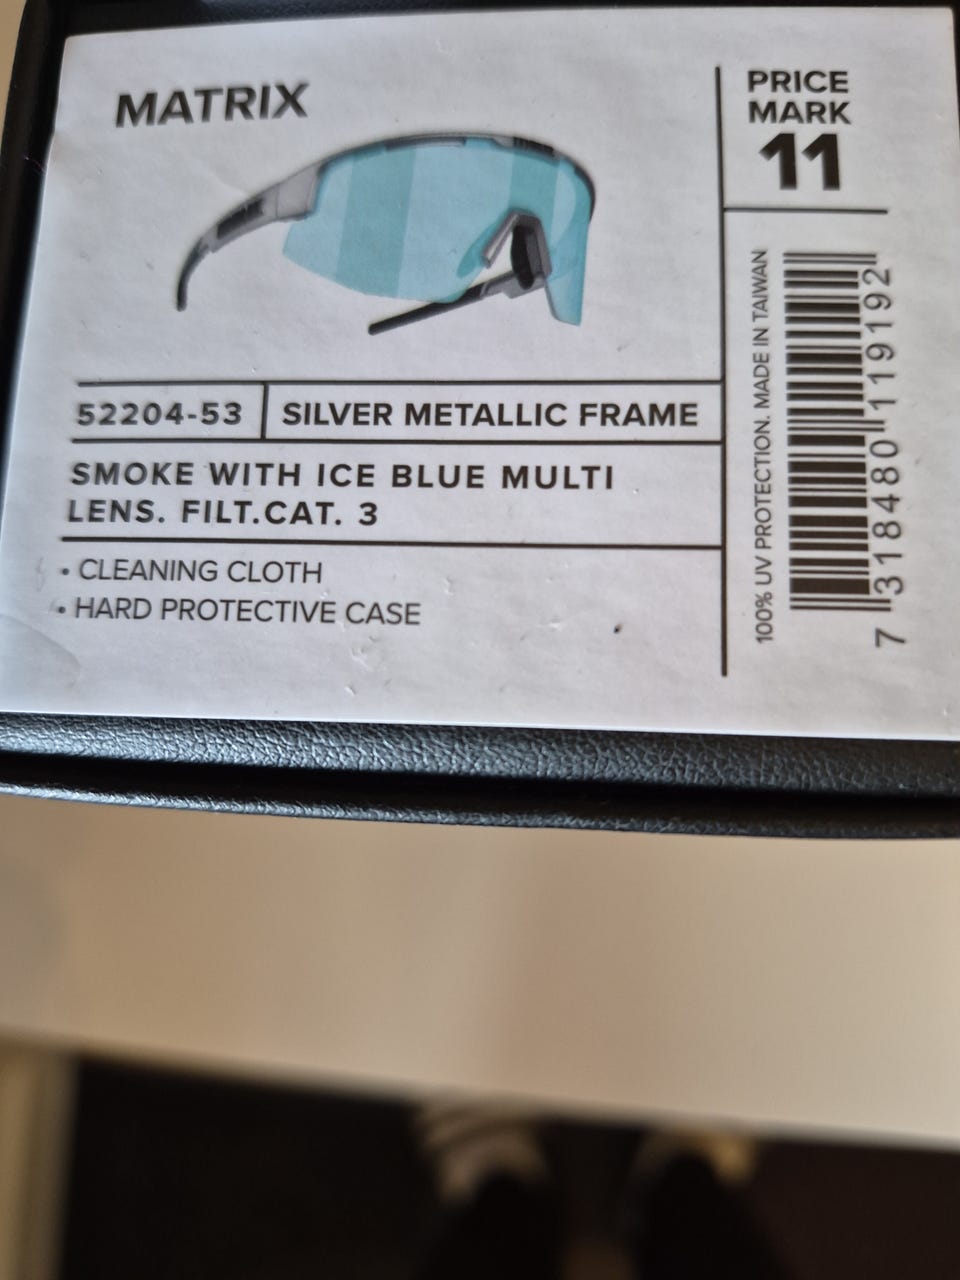 MATRIX
PRICE
MARK
11
52204-53
SILVER METALLIC FRAME
SMOKE WITH ICE BLUE MULTI
LENS. FILT.CAT. 3
• CLEANING CLOTH
• HARD PROTECTIVE CASE
100% UV PROTECTION. MADE IN TAIWAN
7 318480 119192